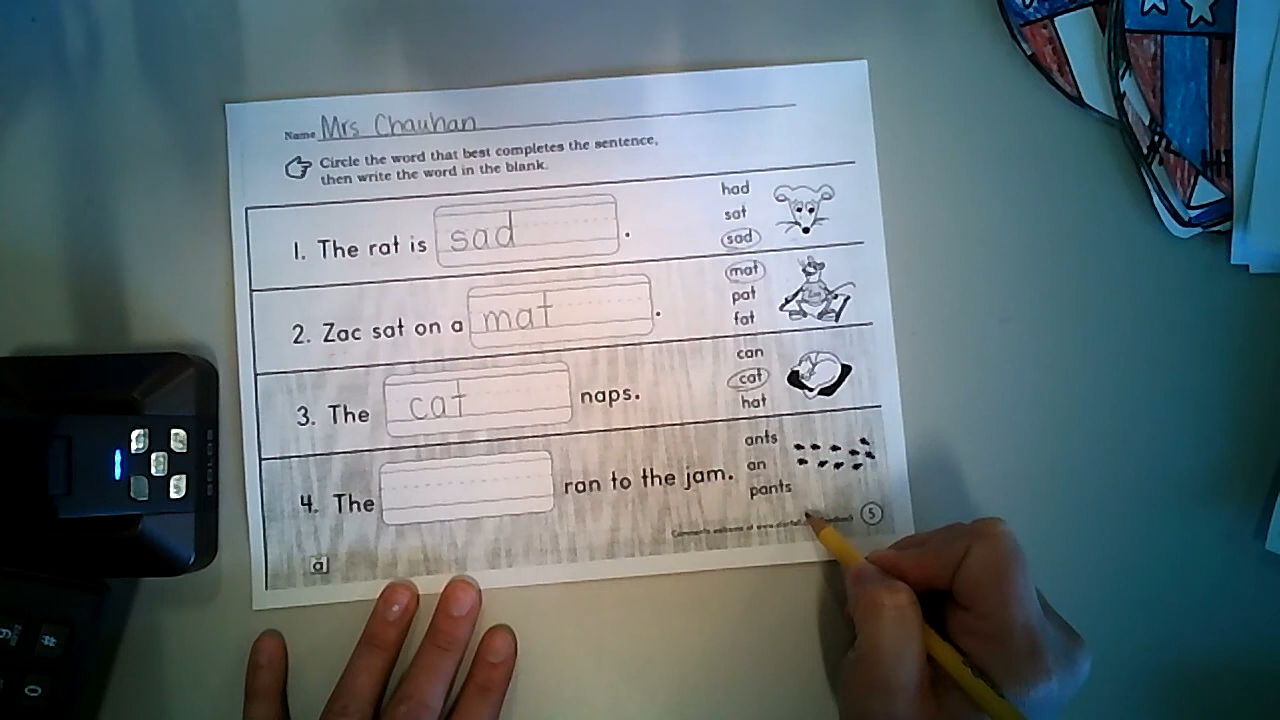 Name Mrs Chauhan
Circle the word that best completes the sentence,
then write the word in the blank.
1. The rat is sad.
had
sat
sad
2. Zac sat on a mat.
mat
pat
fat
3. The cat naps.
can
cat
hat
4. The ran to the jam.
ants
an
pants
5
a
# 
0